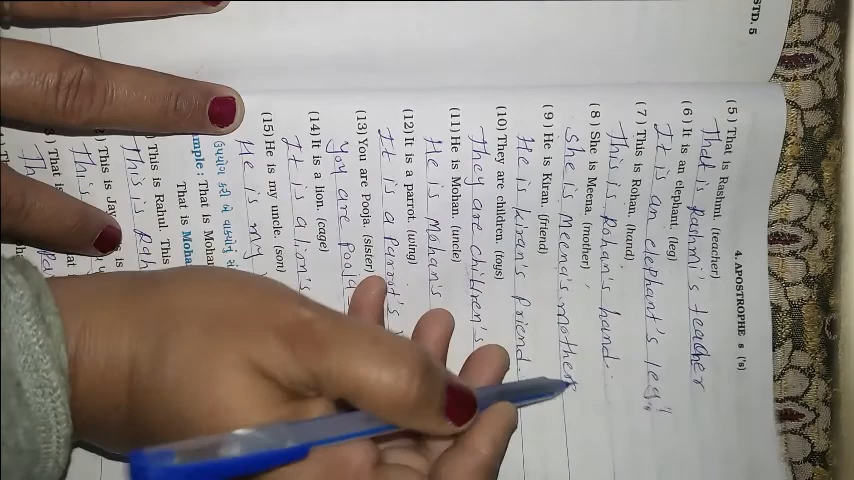 STD. 5
4. APOSTROPHE s ('s)
(5) That is Rashmi. (teacher)
That is Rashmi's teacher
(6) It is an elephant. (leg)
It is an elephant's leg.
(7) This is Rohan. (hand)
This is Rohan's hand.
(8) She is Meena. (mother)
She is Meena's mother
(9) He is Kiran. (friend)
He is kiran's friend.
(10) They are children. (toys)
They are children's
(11) He is Mohan. (uncle)
He is Mohan's
(12) It is a parrot. (wing)
It is a parrot's
(13) You are Pooja. (sister)
You are Pooja's
(14) It is a lion. (cage)
It is a lion's
(15) He is my uncle. (son)
He is my
mple : That is Mohan
That is Moha
This is Rahul. This
This is Rah
) This is Jay
This
) That is
Th